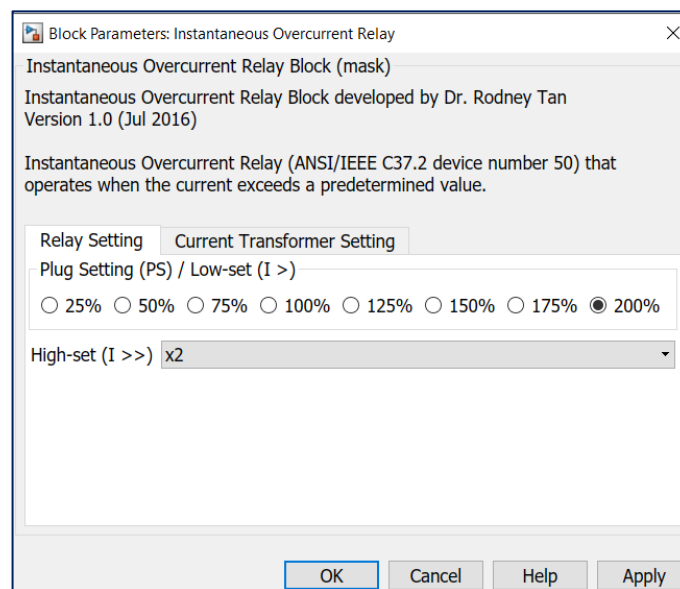 Block Parameters: Instantaneous Overcurrent Relay
Instantaneous Overcurrent Relay Block (mask)
Instantaneous Overcurrent Relay Block developed by Dr. Rodney Tan
Version 1.0 (Jul 2016)
Instantaneous Overcurrent Relay (ANSI/IEEE C37.2 device number 50) that
operates when the current exceeds a predetermined value.
Relay Setting Current Transformer Setting
Plug Setting (PS) / Low-set (I >)
25% 50% 75% 100% 125% 150% 175% 200%
High-set (I >>) x2
OK Cancel Help Apply